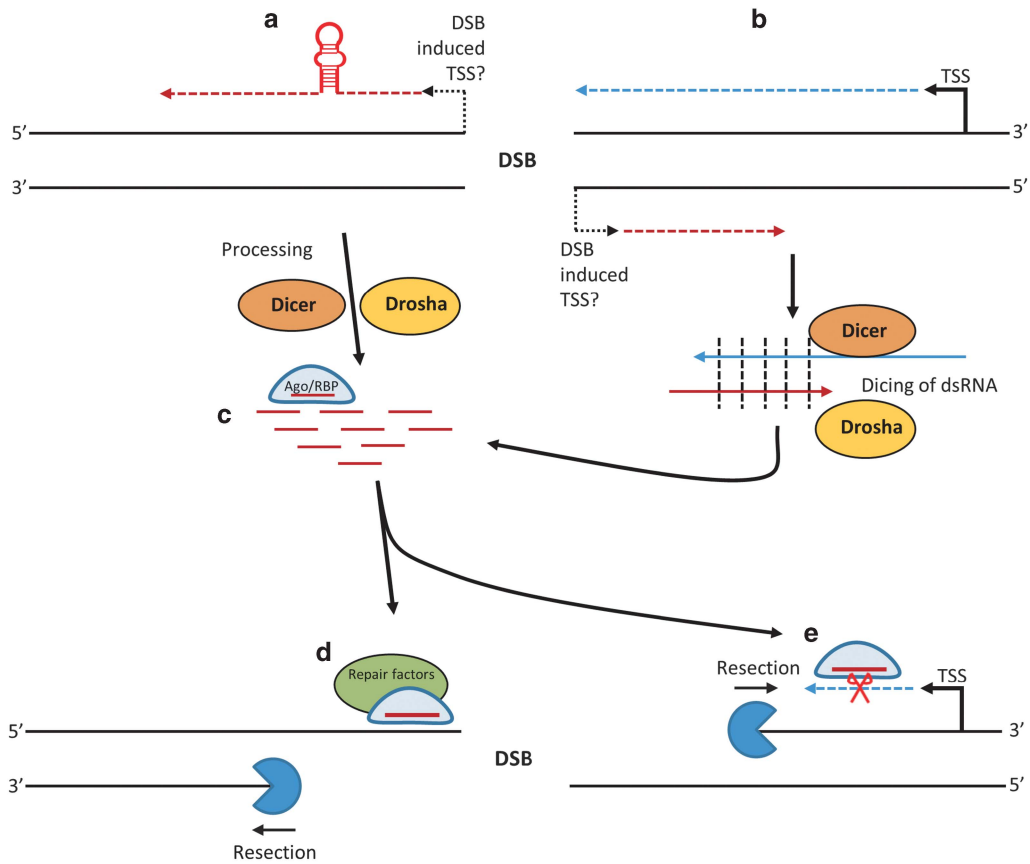 a
DSB
induced
TSS?
b
TSS
5’
3’
DSB
3’
5’
Processing
DSB
induced
TSS?
Dicer
Drosha
Dicer
Ago/RBP
Dicing of dsRNA
c
Drosha
d
e
Repair factors
Resection
TSS
5’
3’
DSB
3’
5’
Resection